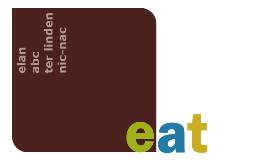 elan
abc
ter linden
nic-nac
eat